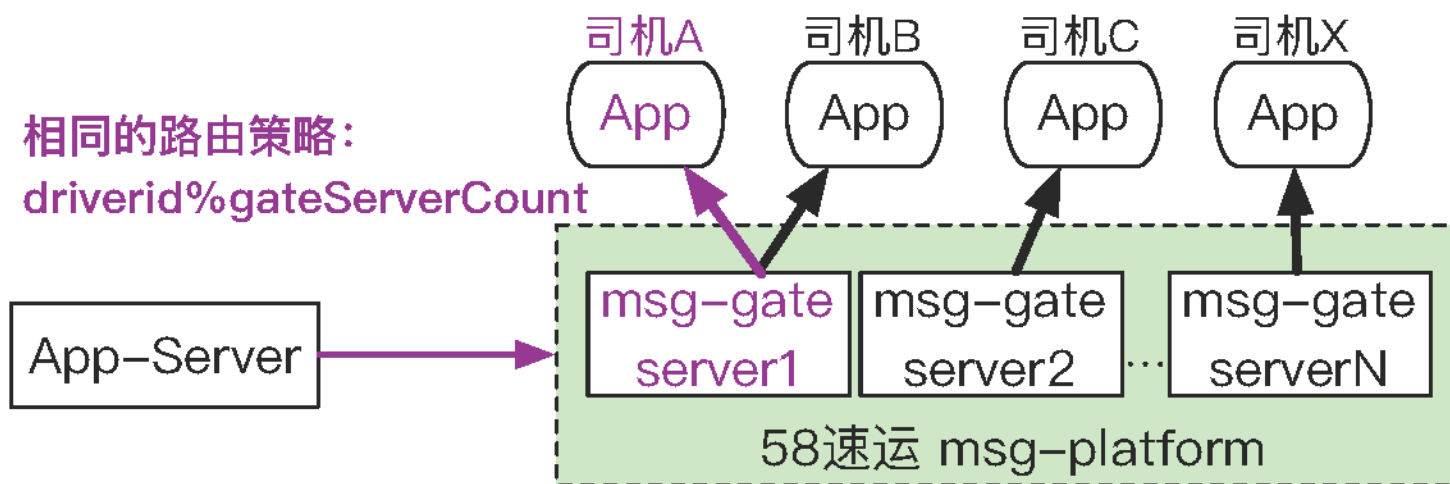 司机A
司机B
司机C
司机X
App
App
App
App
相同的路由策略：
driverid%gateServerCount
msg-gate
server1
msg-gate
server2
...
msg-gate
serverN
App-Server
58速运 msg-platform